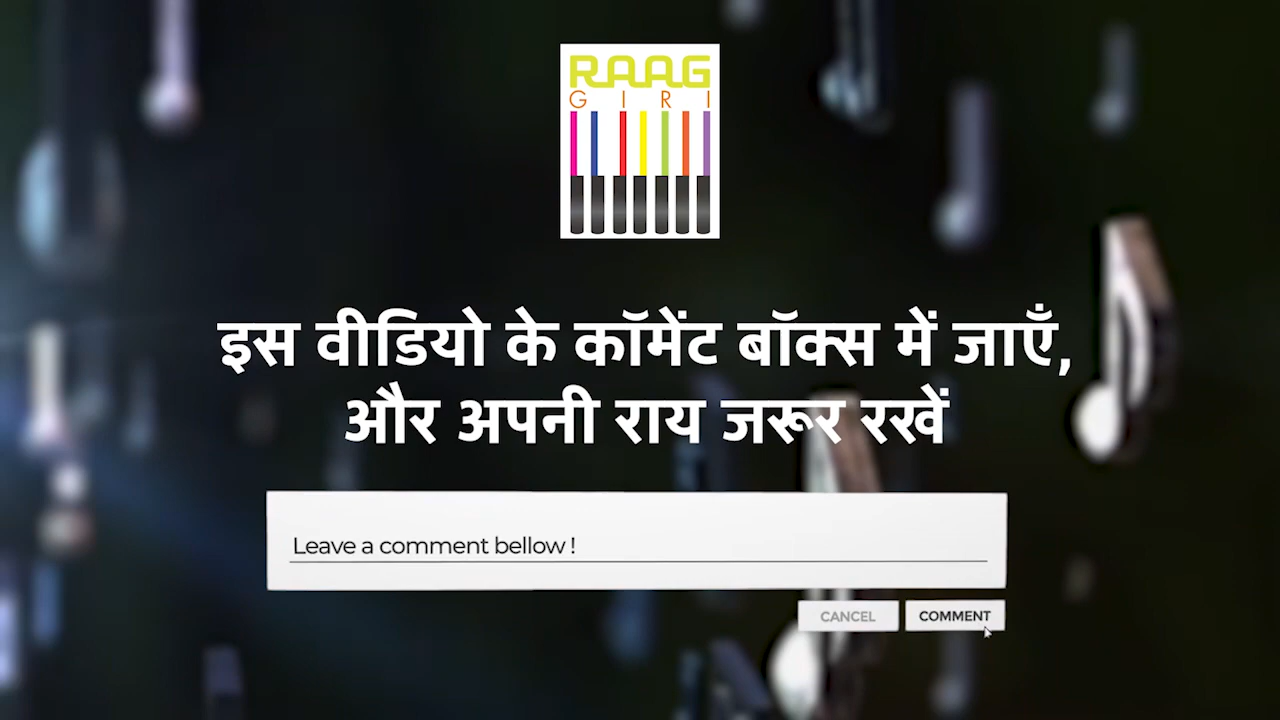 RAAG
GIRI
इस वीडियो के कॉमेंट बॉक्स में जाएँ,
और अपनी राय जरूर रखें
Leave a comment bellow !
CANCEL
COMMENT